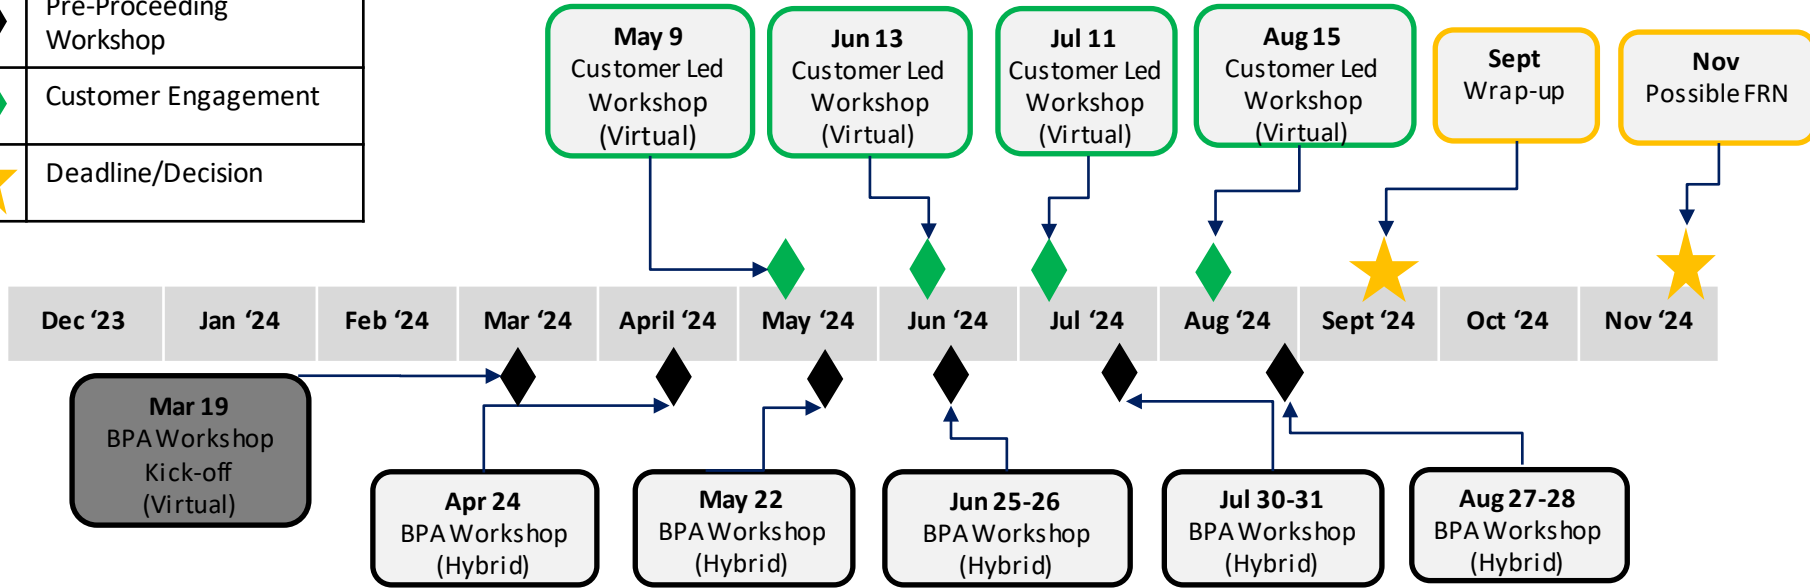 Pre-Proceeding
Workshop
Customer Engagement
Deadline/Decision
May 9
Customer Led
Workshop
(Virtual)
Jun 13
Customer Led
Workshop
(Virtual)
Jul 11
Customer Led
Workshop
(Virtual)
Aug 15
Customer Led
Workshop
(Virtual)
Sept
Wrap-up
Nov
Possible FRN
Dec ‘23
Jan ‘24
Feb ‘24
Mar ‘24
April ‘24
May ‘24
Jun ‘24
Jul ‘24
Aug ‘24
Sept ‘24
Oct ‘24
Nov ‘24
Mar 19
BPA Workshop
Kick-off
(Virtual)
Apr 24
BPA Workshop
(Hybrid)
May 22
BPA Workshop
(Hybrid)
Jun 25-26
BPA Workshop
(Hybrid)
Jul 30-31
BPA Workshop
(Hybrid)
Aug 27-28
BPA Workshop
(Hybrid)